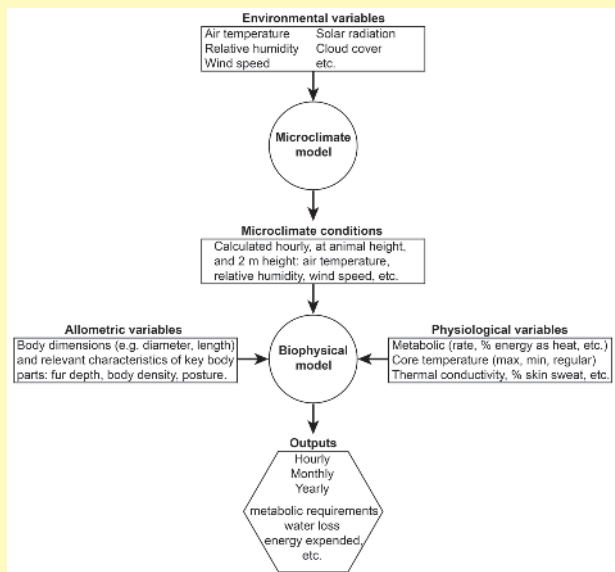 Environmental variables
Air temperature Solar radiation
Relative humidity Cloud cover
Wind speed etc.
Microclimate
model
Microclimate conditions
Calculated hourly, at animal height,
and 2 m height: air temperature,
relative humidity, wind speed, etc.
Allometric variables
Body dimensions (e.g. diameter, length)
and relevant characteristics of key body
parts: fur depth, body density, posture.
Biophysical
model
Physiological variables
Metabolic (rate, % energy as heat, etc.)
Core temperature (max, min, regular)
Thermal conductivity, % skin sweat, etc.
Outputs
Hourly
Monthly
Yearly
metabolic requirements
water loss
energy expended,
etc.